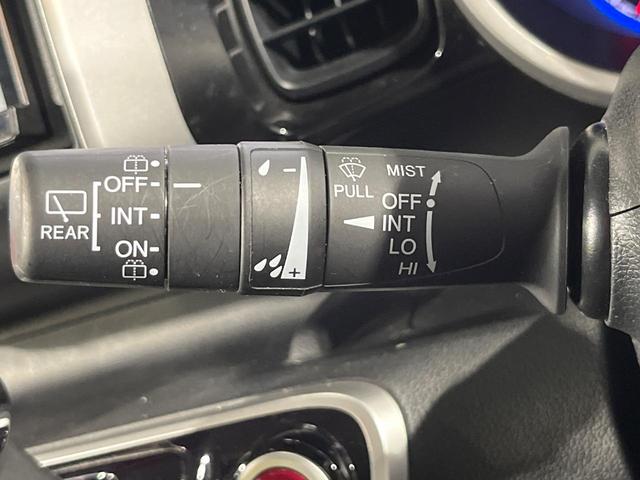 REAR
OFF
INT
ON
−
+
PULL
MIST
OFF
INT
LO
HI